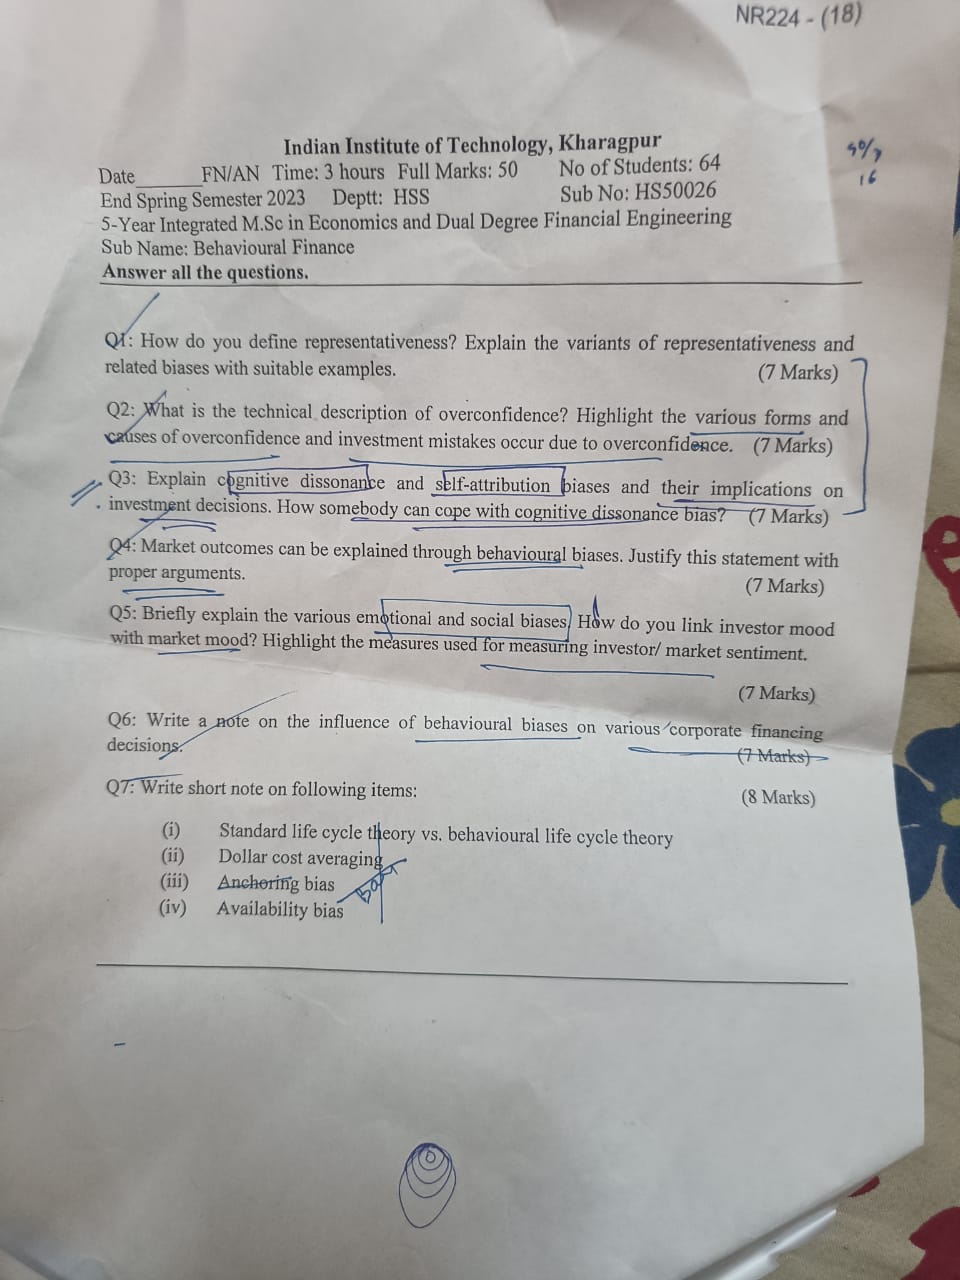 NR224 - (18)
Indian Institute of Technology, Kharagpur
Date______FN/AN Time: 3 hours Full Marks: 50 No of Students: 64
End Spring Semester 2023 Deptt: HSS Sub No: HS50026
5-Year Integrated M.Sc in Economics and Dual Degree Financial Engineering
Sub Name: Behavioural Finance
Answer all the questions.
16
Q1: How do you define representativeness? Explain the variants of representativeness and
related biases with suitable examples. (7 Marks)
Q2: What is the technical description of overconfidence? Highlight the various forms and
causes of overconfidence and investment mistakes occur due to overconfidence. (7 Marks)
Q3: Explain cognitive dissonance and self-attribution biases and their implications on
investment decisions. How somebody can cope with cognitive dissonance bias? (7 Marks)
Q4: Market outcomes can be explained through behavioural biases. Justify this statement with
proper arguments. (7 Marks)
Q5: Briefly explain the various emotional and social biases. How do you link investor mood
with market mood? Highlight the measures used for measuring investor/ market sentiment.
(7 Marks)
Q6: Write a note on the influence of behavioural biases on various corporate financing
decisions. (7 Marks)
Q7: Write short note on following items: (8 Marks)
(i) Standard life cycle theory vs. behavioural life cycle theory
(ii) Dollar cost averaging
(iii) Anchoring bias
(iv) Availability bias